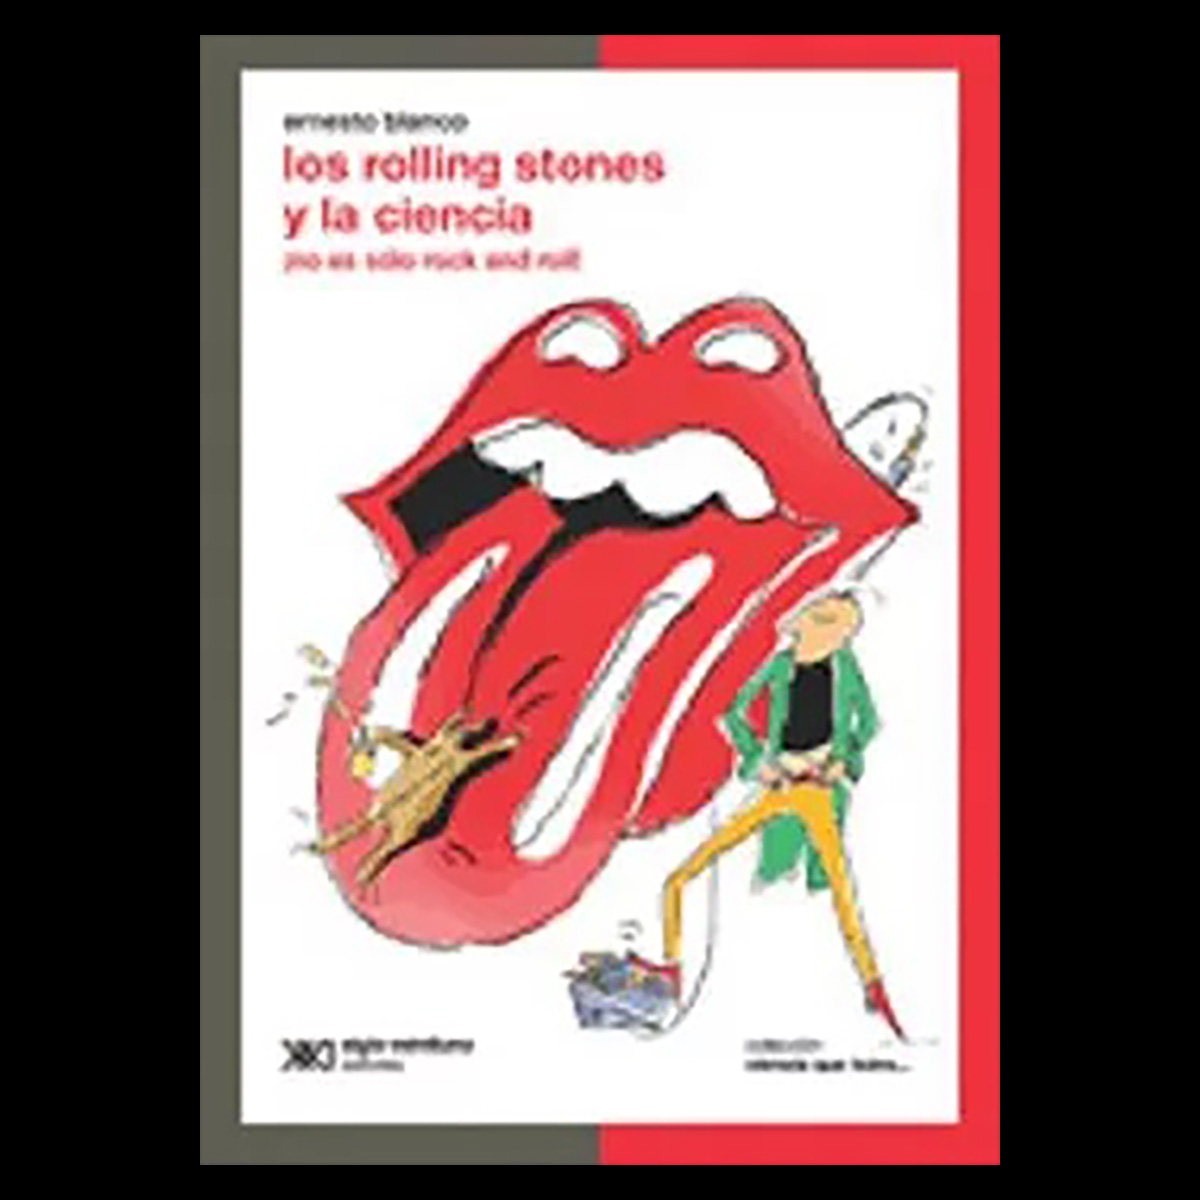 ernesto blanco
los rolling stones
y la ciencia
¡no es sólo rock and roll!
siglo veintiuno
editores
colección
ciencia que ladra...